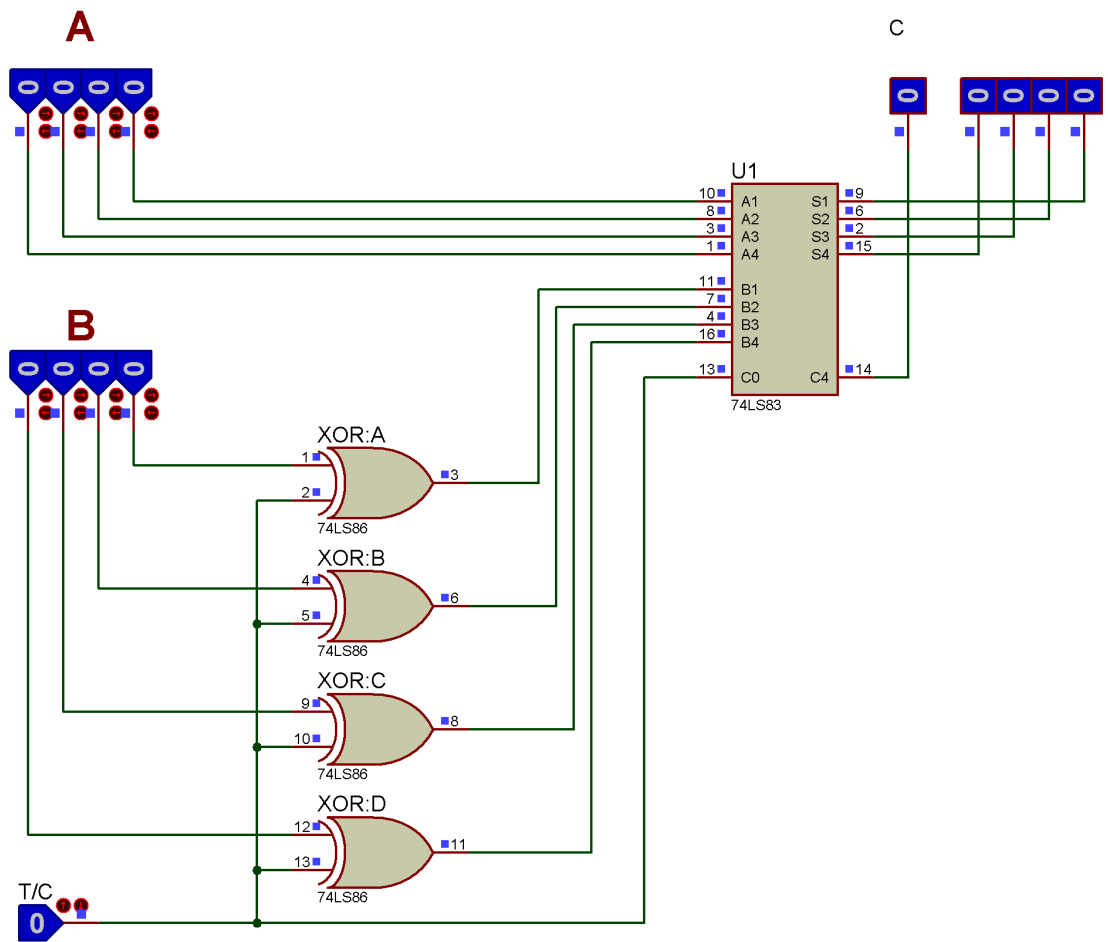 A
C
0 0 0 0
0
0 0 0 0
U1
10 A1 S1 9
8 A2 S2 6
3 A3 S3 2
1 A4 S4 15
11 B1
7 B2
4 B3
16 B4
13 C0 C4 14
74LS83
B
0 0 0 0
XOR:A
1
2
3
74LS86
XOR:B
4
5
6
74LS86
XOR:C
9
10
8
74LS86
XOR:D
12
13
11
74LS86
T/C
0